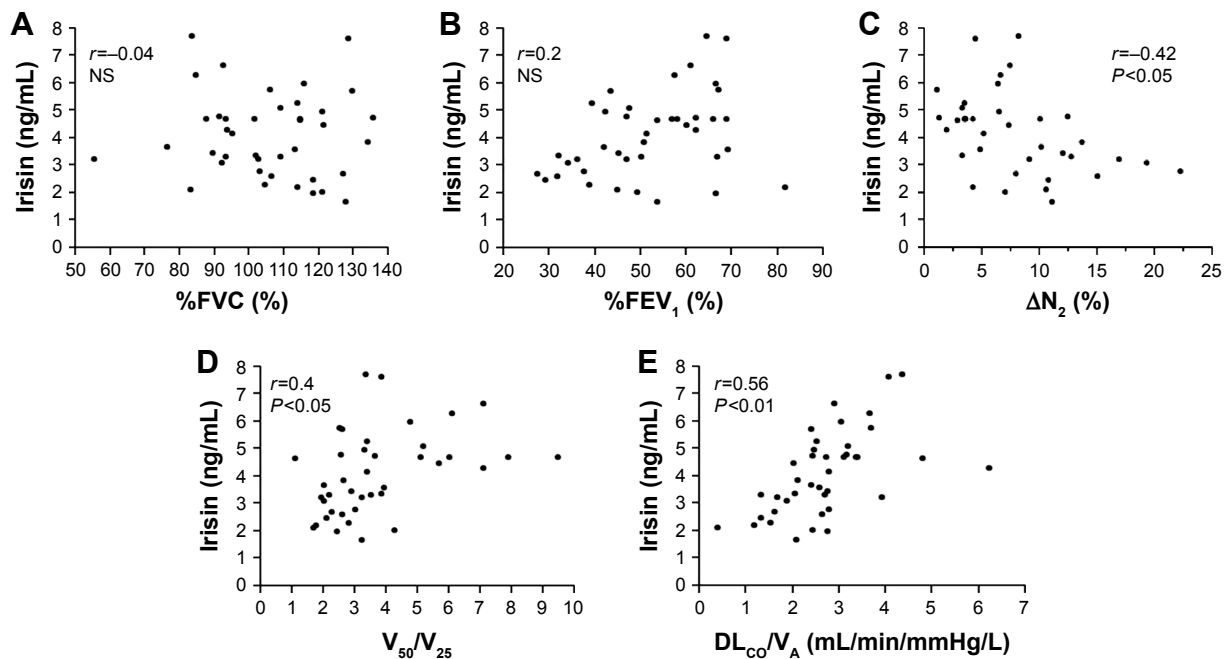 A
r=–0.04
NS
Irisin (ng/mL)
8
7
6
5
4
3
2
1
0
50 60 70 80 90 100 110 120 130 140
%FVC (%)
B
r=0.2
NS
Irisin (ng/mL)
8
7
6
5
4
3
2
1
0
20 30 40 50 60 70 80 90
%FEV₁ (%)
C
r=–0.42
P<0.05
Irisin (ng/mL)
8
7
6
5
4
3
2
1
0
0 5 10 15 20 25
ΔN₂ (%)
D
r=0.4
P<0.05
Irisin (ng/mL)
8
7
6
5
4
3
2
1
0
0 1 2 3 4 5 6 7 8 9 10
V₅₀/V₂₅
E
r=0.56
P<0.01
Irisin (ng/mL)
8
7
6
5
4
3
2
1
0
0 1 2 3 4 5 6 7
DL_CO/V_A (mL/min/mmHg/L)